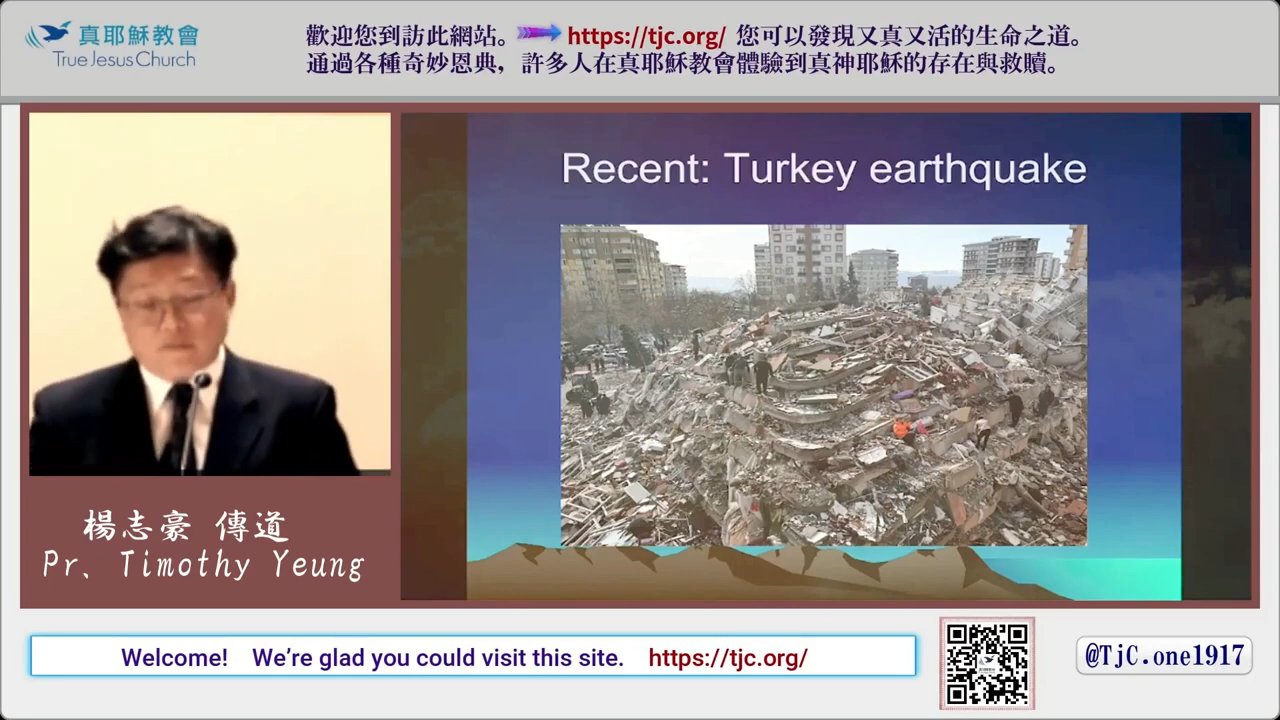 真耶穌教會
True Jesus Church
歡迎您到訪此網站。 https://tjc.org/ 您可以發現又真又活的生命之道。
通過各種奇妙恩典，許多人在真耶穌教會體驗到真神耶穌的存在與救贖。
Recent: Turkey earthquake
楊志豪 傳道
Pr. Timothy Yeung
Welcome! We’re glad you could visit this site. https://tjc.org/
@TjC.one1917